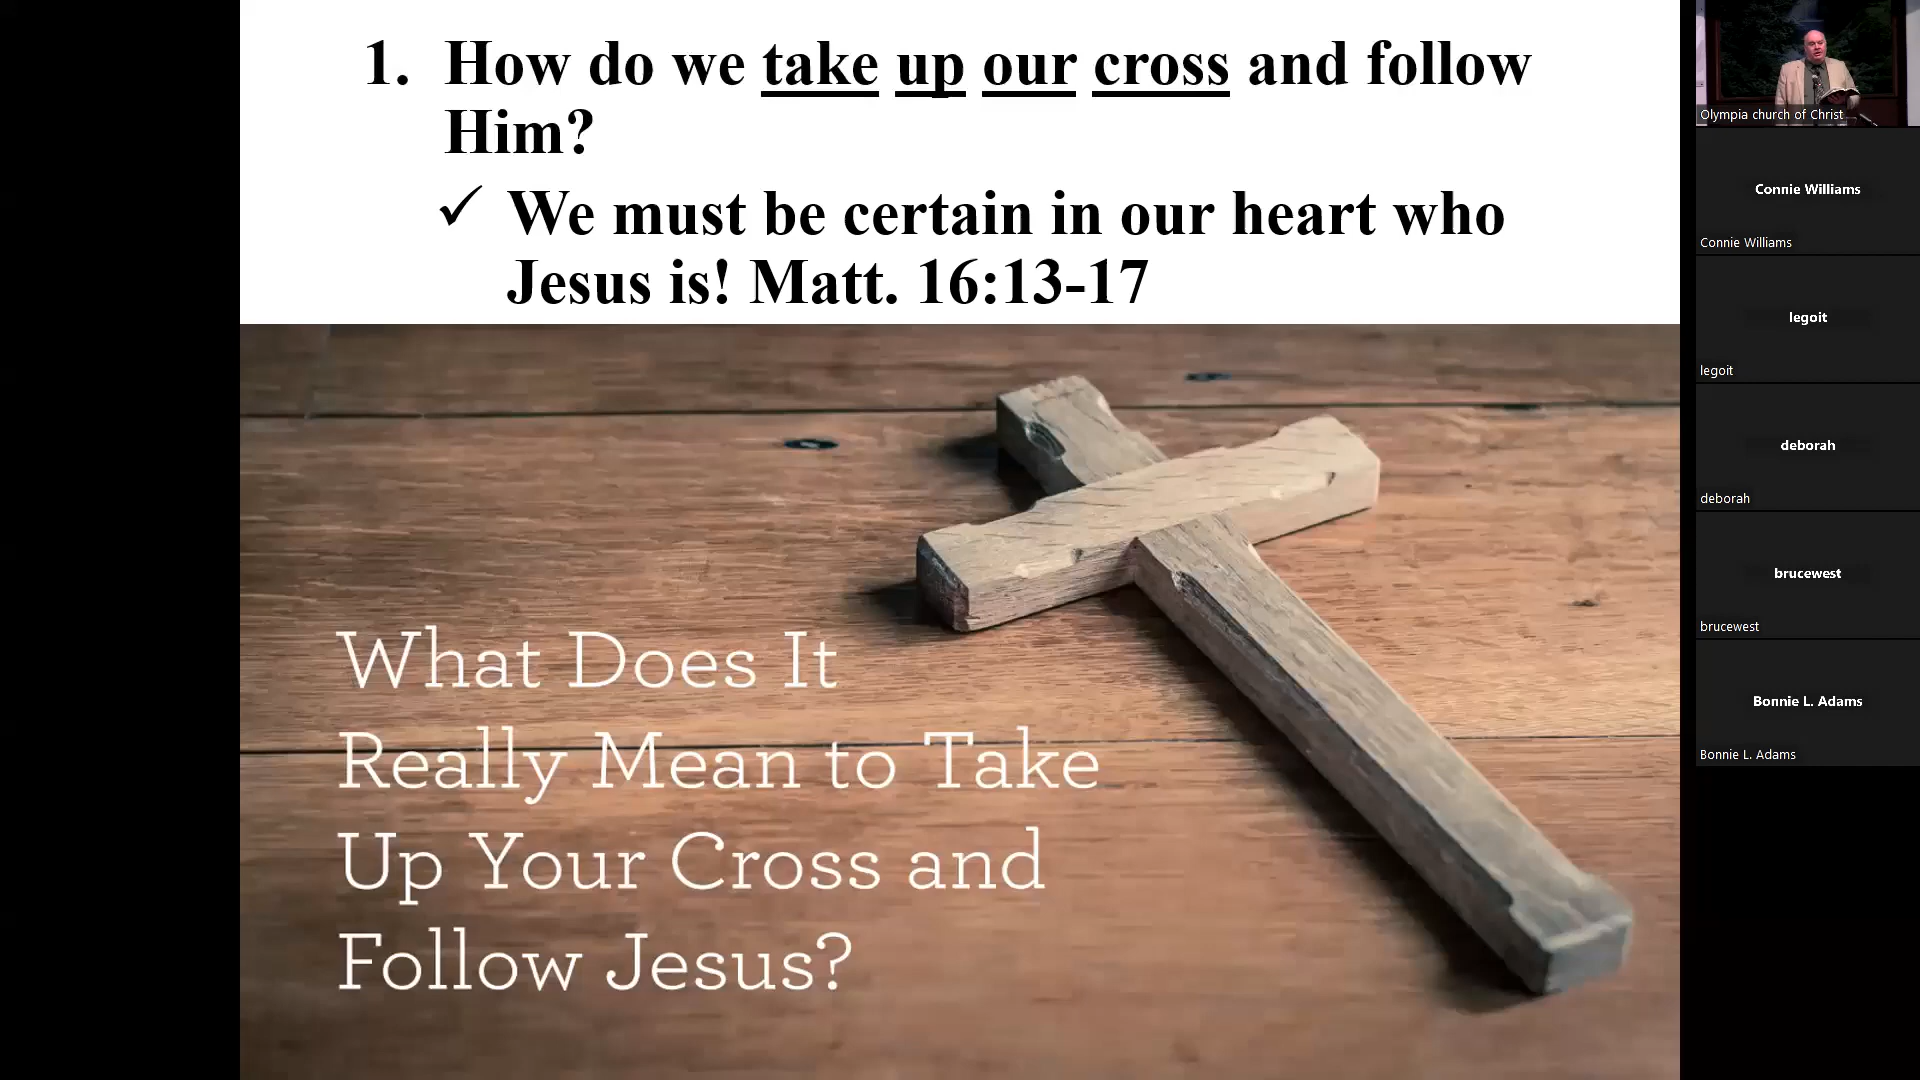 1. How do we take up our cross and follow
Him?
✓ We must be certain in our heart who
Jesus is! Matt. 16:13-17
What Does It
Really Mean to Take
Up Your Cross and
Follow Jesus?
Olympia church of Christ
Connie Williams
Connie Williams
legoit
legoit
deborah
deborah
brucewest
brucewest
Bonnie L. Adams
Bonnie L. Adams